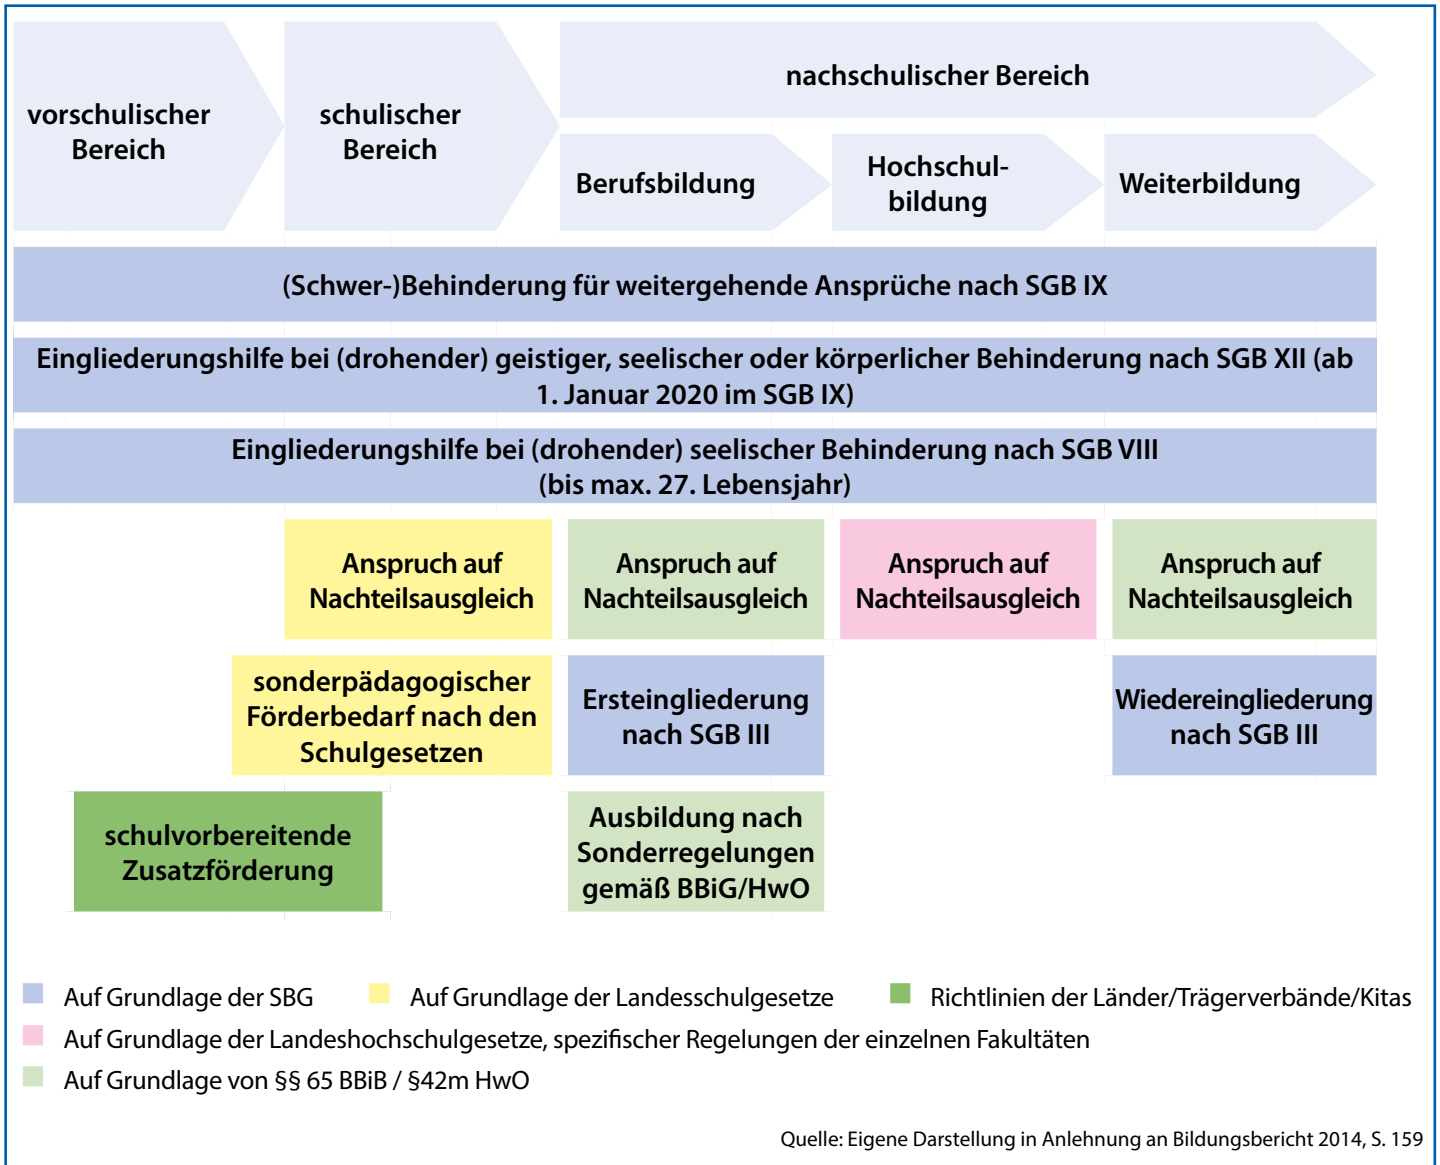 vorschulischer
Bereich
schulischer
Bereich
nachschulischer Bereich
Berufsbildung
Hochschul-
bildung
Weiterbildung
(Schwer-)Behinderung für weitergehende Ansprüche nach SGB IX
Eingliederungshilfe bei (drohender) geistiger, seelischer oder körperlicher Behinderung nach SGB XII (ab
1. Januar 2020 im SGB IX)
Eingliederungshilfe bei (drohender) seelischer Behinderung nach SGB VIII
(bis max. 27. Lebensjahr)
Anspruch auf
Nachteilsausgleich
Anspruch auf
Nachteilsausgleich
Anspruch auf
Nachteilsausgleich
Anspruch auf
Nachteilsausgleich
sonderpädagogischer
Förderbedarf nach den
Schulgesetzen
Ersteingliederung
nach SGB III
Wiedereingliederung
nach SGB III
schulvorbereitende
Zusatzförderung
Ausbildung nach
Sonderregelungen
gemäß BBiG/HwO
Auf Grundlage der SBG
Auf Grundlage der Landesschulgesetze
Richtlinien der Länder/Trägerverbände/Kitas
Auf Grundlage der Landeshochschulgesetze, spezifischer Regelungen der einzelnen Fakultäten
Auf Grundlage von §§ 65 BBiB / §42m HwO
Quelle: Eigene Darstellung in Anlehnung an Bildungsbericht 2014, S. 159